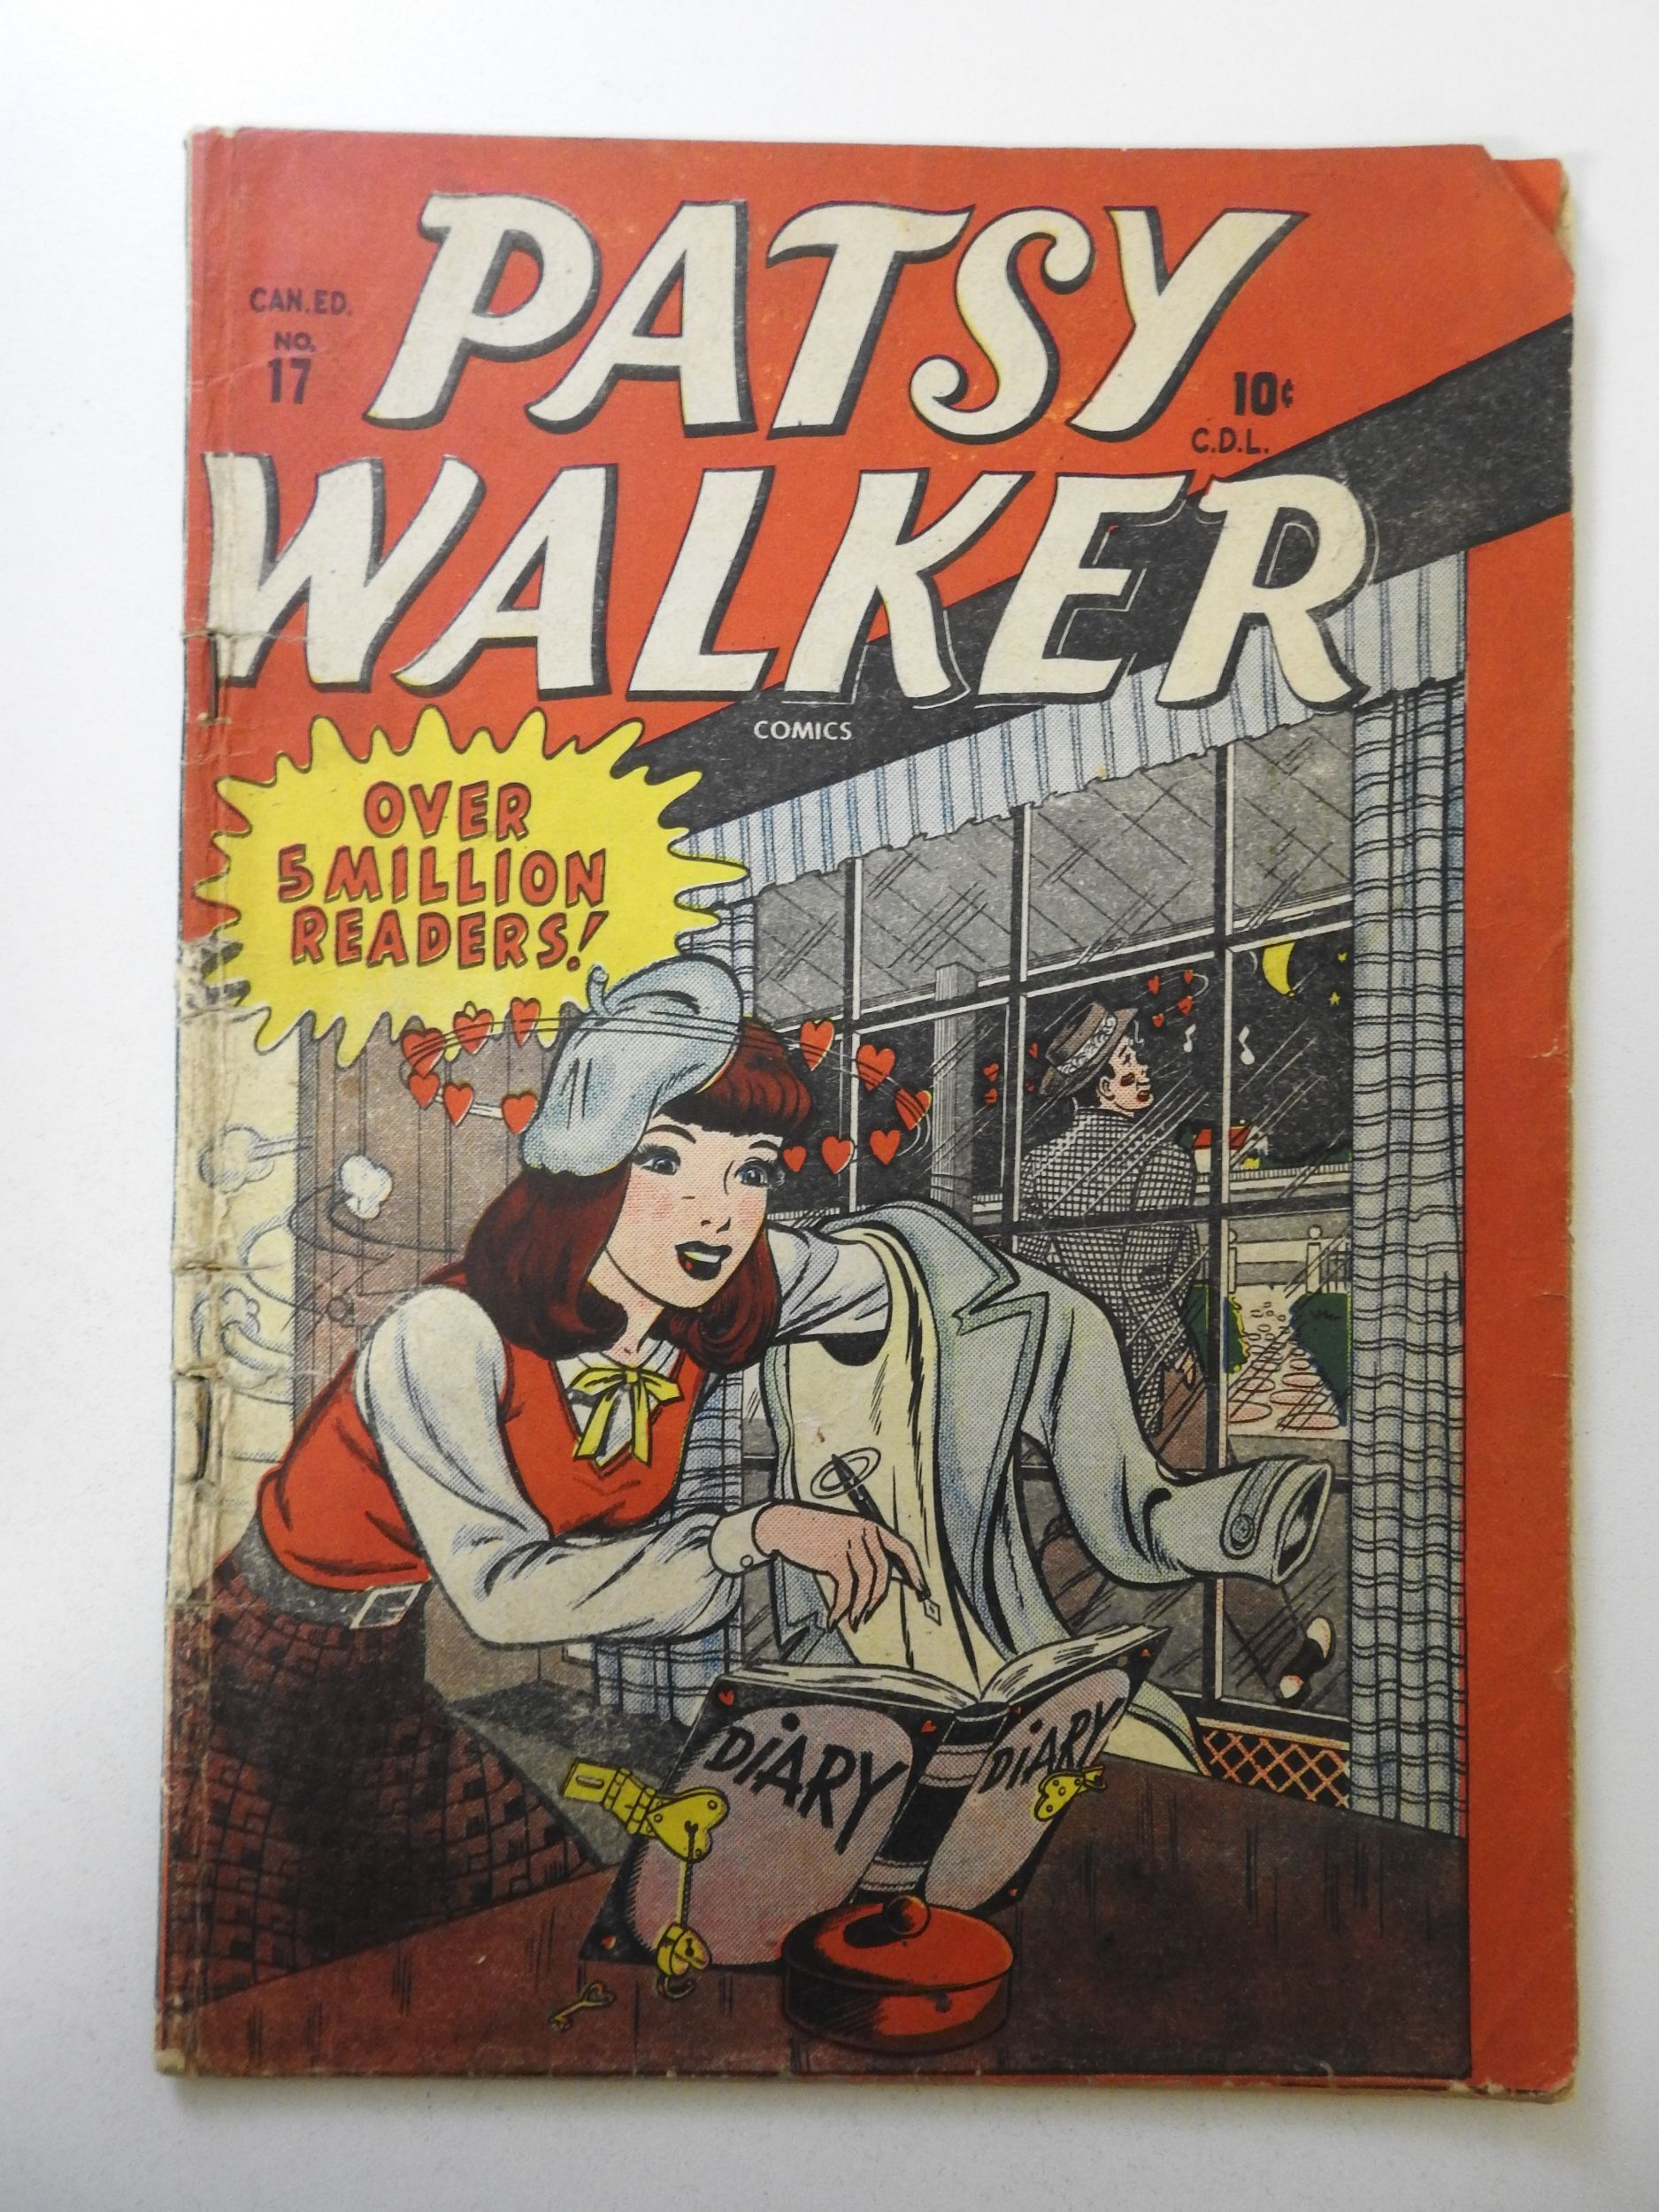 PATSY
CAN.ED.
NO.
17
10¢
C.D.L.
WALKER
COMICS
OVER
5 MILLION
READERS!
DiARY
DiARY